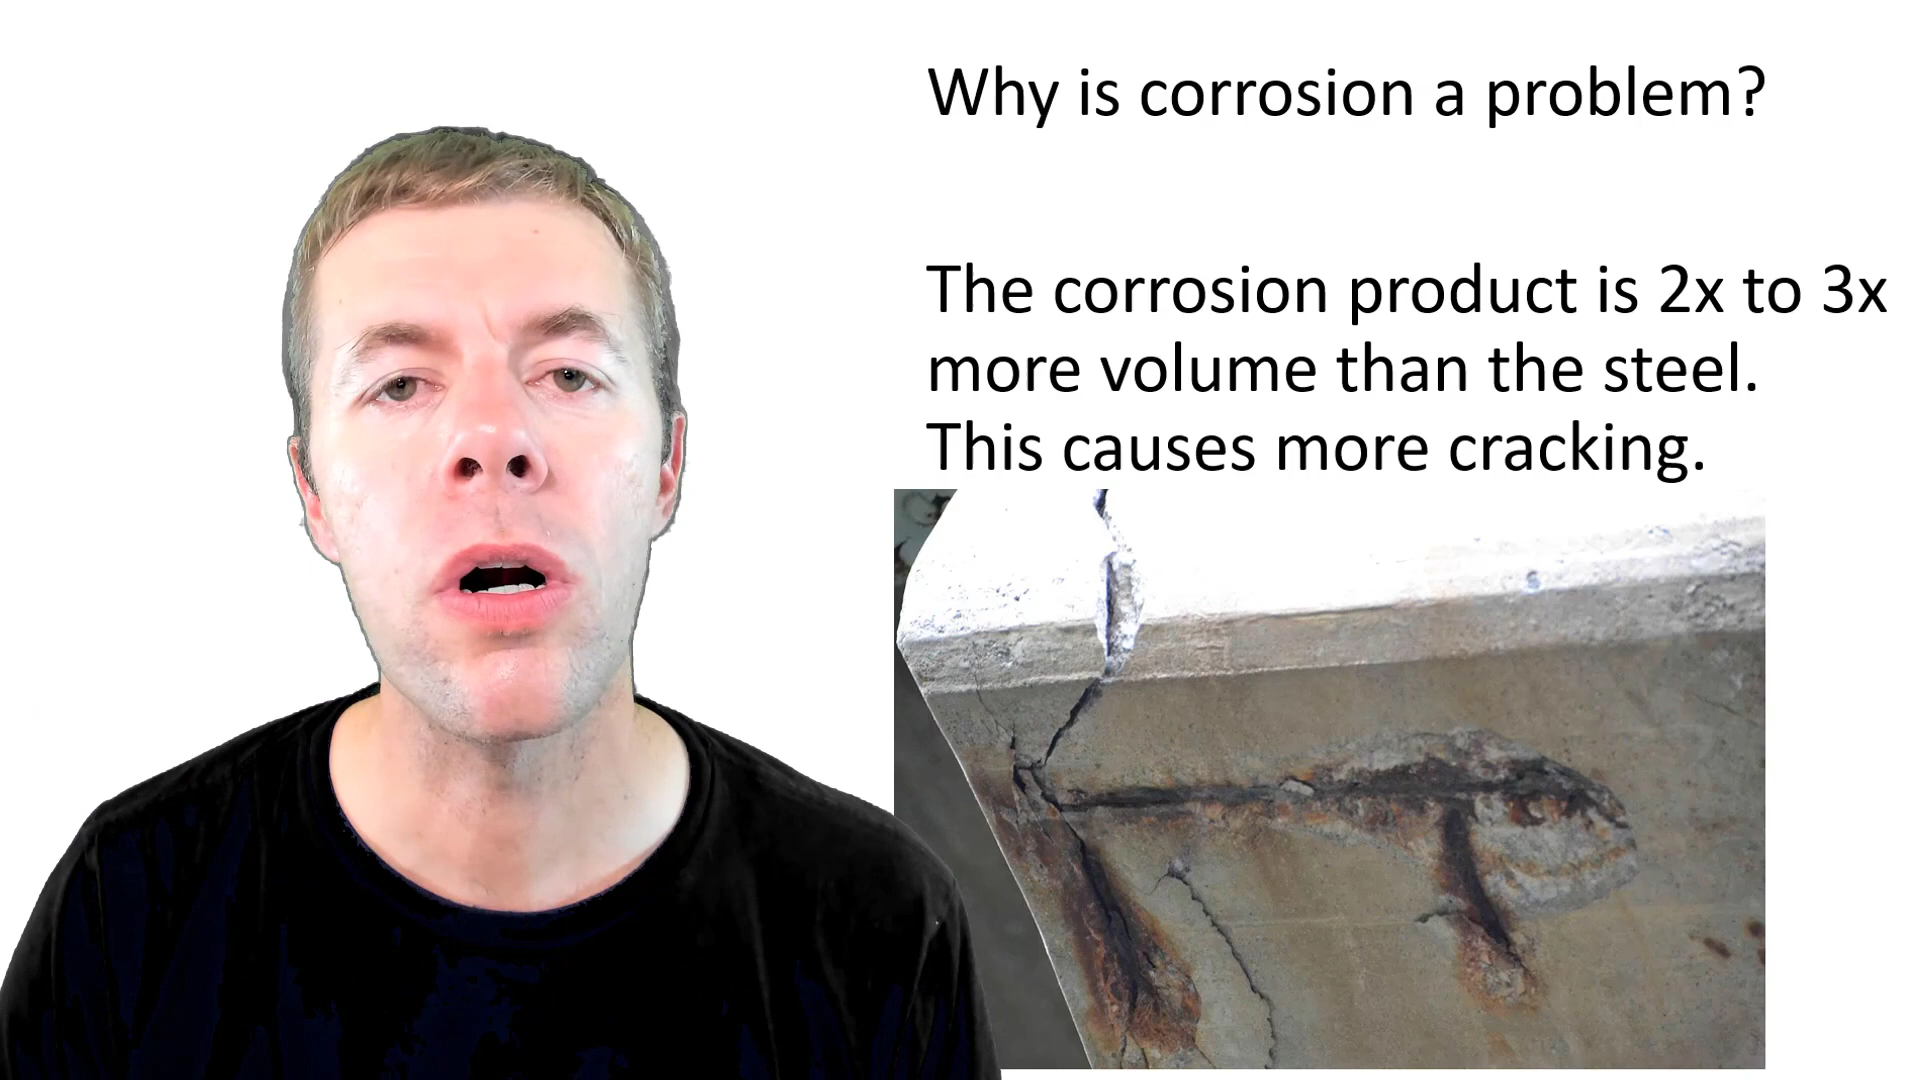 Why is corrosion a problem?
The corrosion product is 2x to 3x
more volume than the steel.
This causes more cracking.